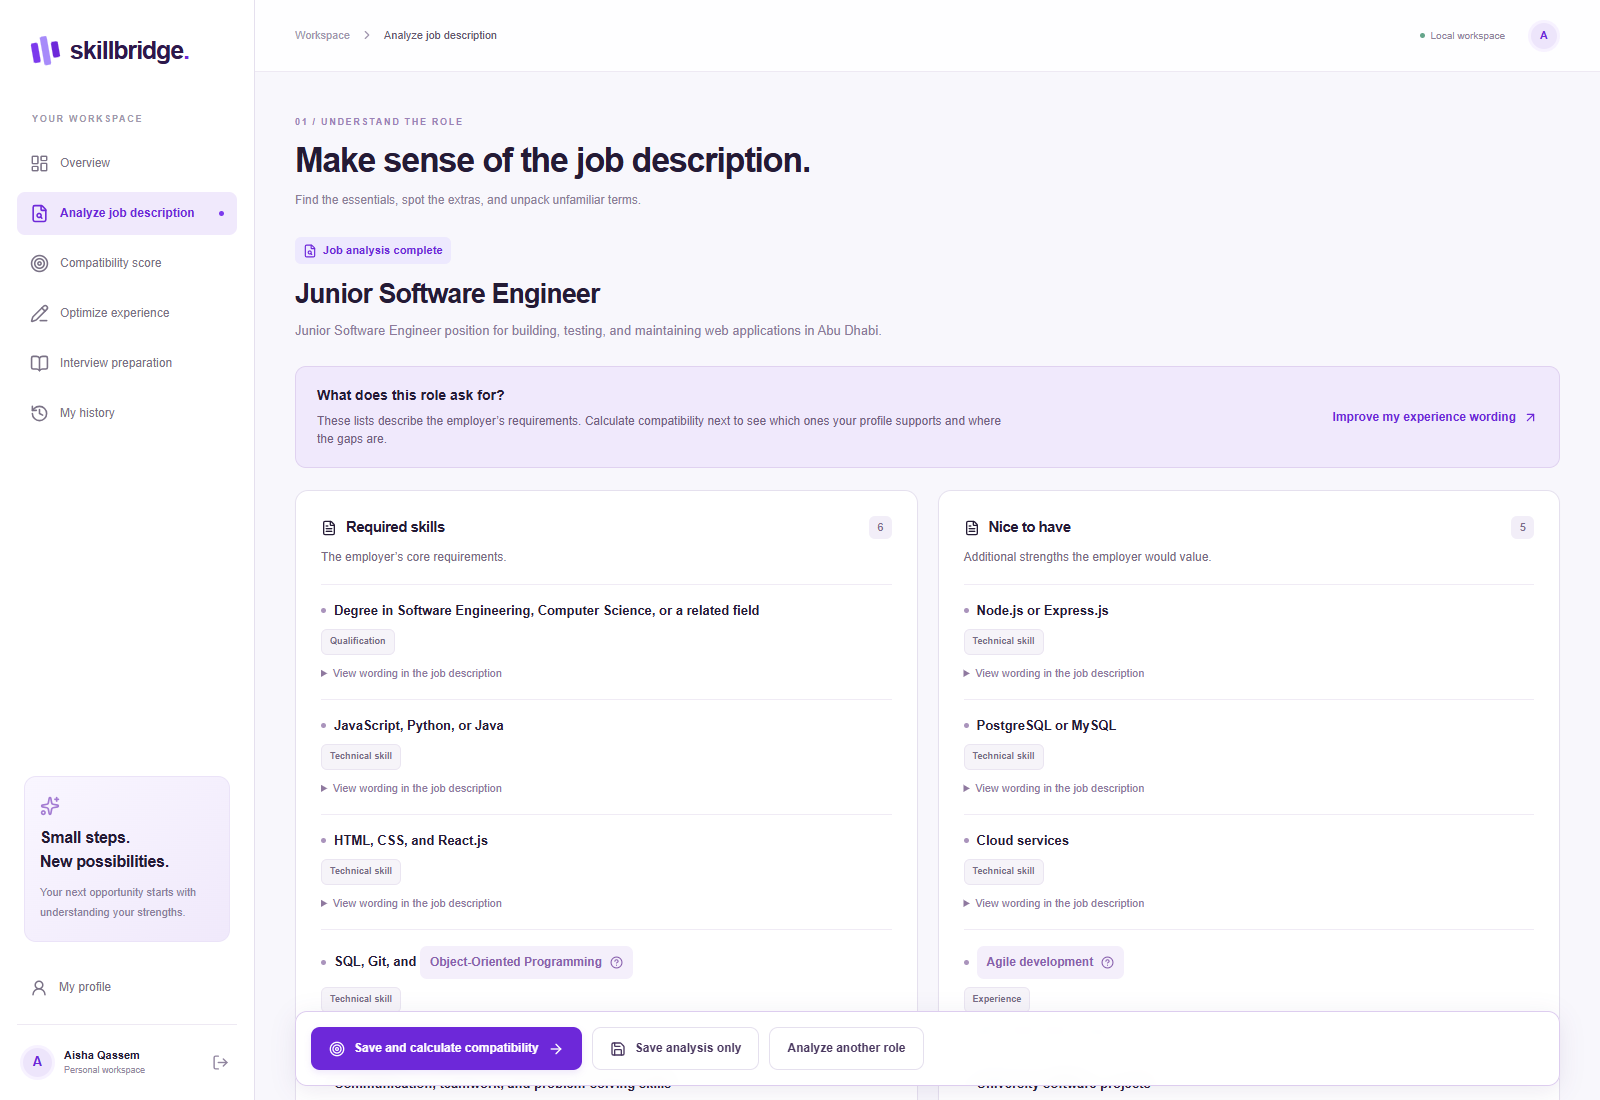 skillbridge.
YOUR WORKSPACE
Overview
Analyze job description
Compatibility score
Optimize experience
Interview preparation
My history
Small steps.
New possibilities.
Your next opportunity starts with
understanding your strengths.
My profile
A
Aisha Qassem
Personal workspace
Workspace
Analyze job description
Local workspace
A
01 / UNDERSTAND THE ROLE
Make sense of the job description.
Find the essentials, spot the extras, and unpack unfamiliar terms.
Job analysis complete
Junior Software Engineer
Junior Software Engineer position for building, testing, and maintaining web applications in Abu Dhabi.
What does this role ask for?
These lists describe the employer's requirements. Calculate compatibility next to see which ones your profile supports and where
the gaps are.
Improve my experience wording
Required skills
6
The employer's core requirements.
Degree in Software Engineering, Computer Science, or a related field
Qualification
View wording in the job description
JavaScript, Python, or Java
Technical skill
View wording in the job description
HTML, CSS, and React.js
Technical skill
View wording in the job description
SQL, Git, and Object-Oriented Programming
Technical skill
Communication, teamwork, and problem-solving skills
Nice to have
5
Additional strengths the employer would value.
Node.js or Express.js
Technical skill
View wording in the job description
PostgreSQL or MySQL
Technical skill
View wording in the job description
Cloud services
Technical skill
View wording in the job description
Agile development
Experience
University software projects
Save and calculate compatibility
Save analysis only
Analyze another role